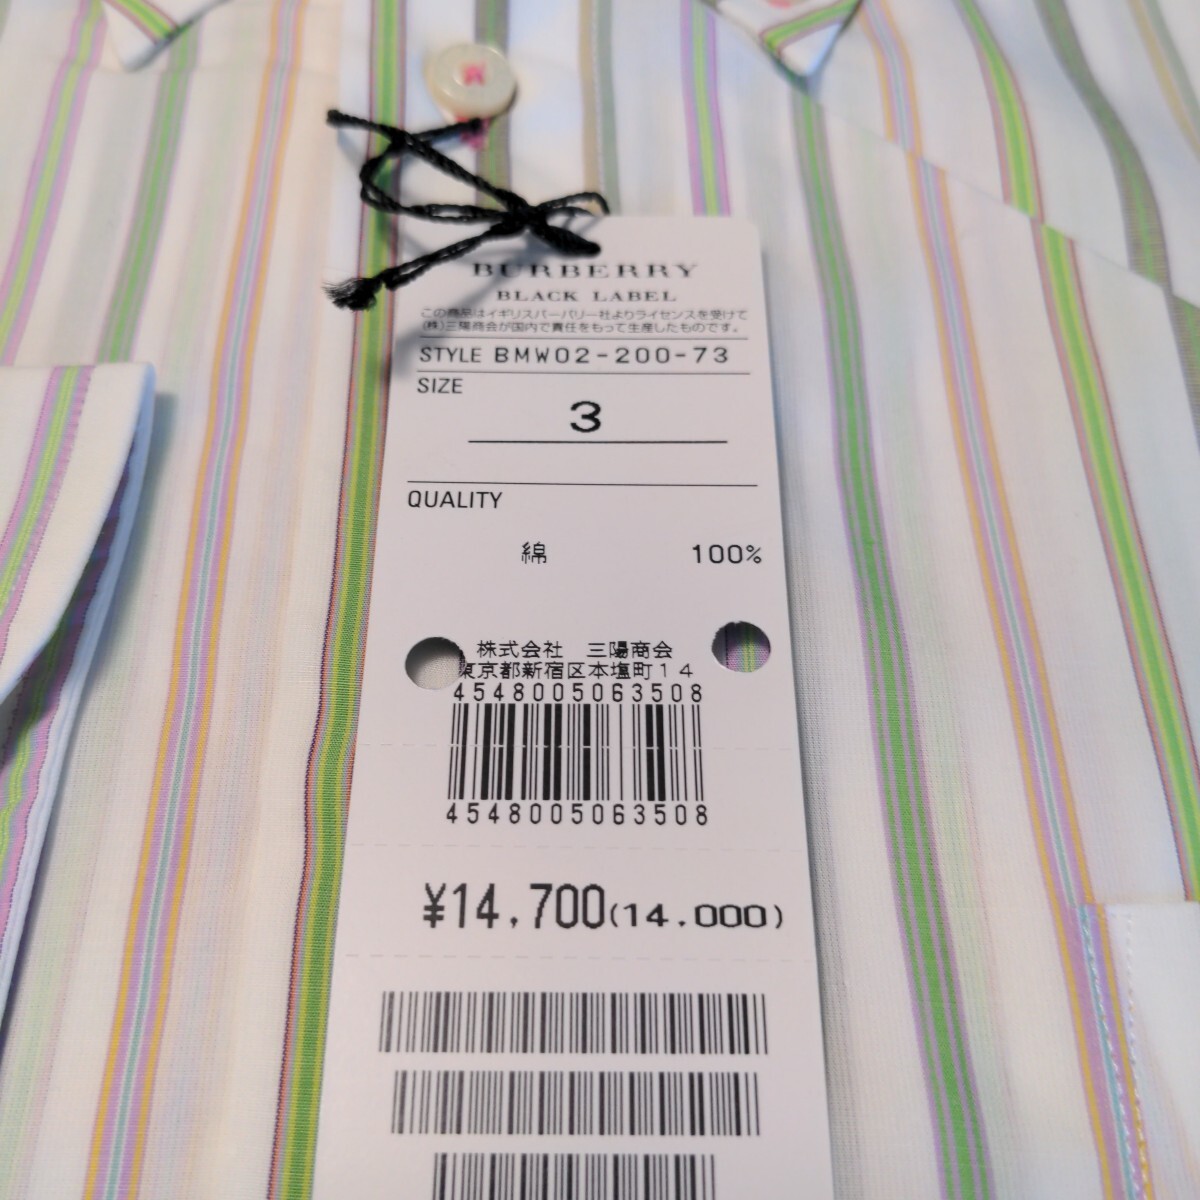 BURBERRY
BLACK LABEL
この商品はイギリスバーバリー社よりライセンスを受けて
(株)三陽商会が国内で責任をもって生産したものです。
STYLE BMW02-200-73
SIZE
3
QUALITY
綿 100%
株式会社 三陽商会
東京都新宿区本塩町14
4548005063508
4548005063508
¥14,700(14.000)